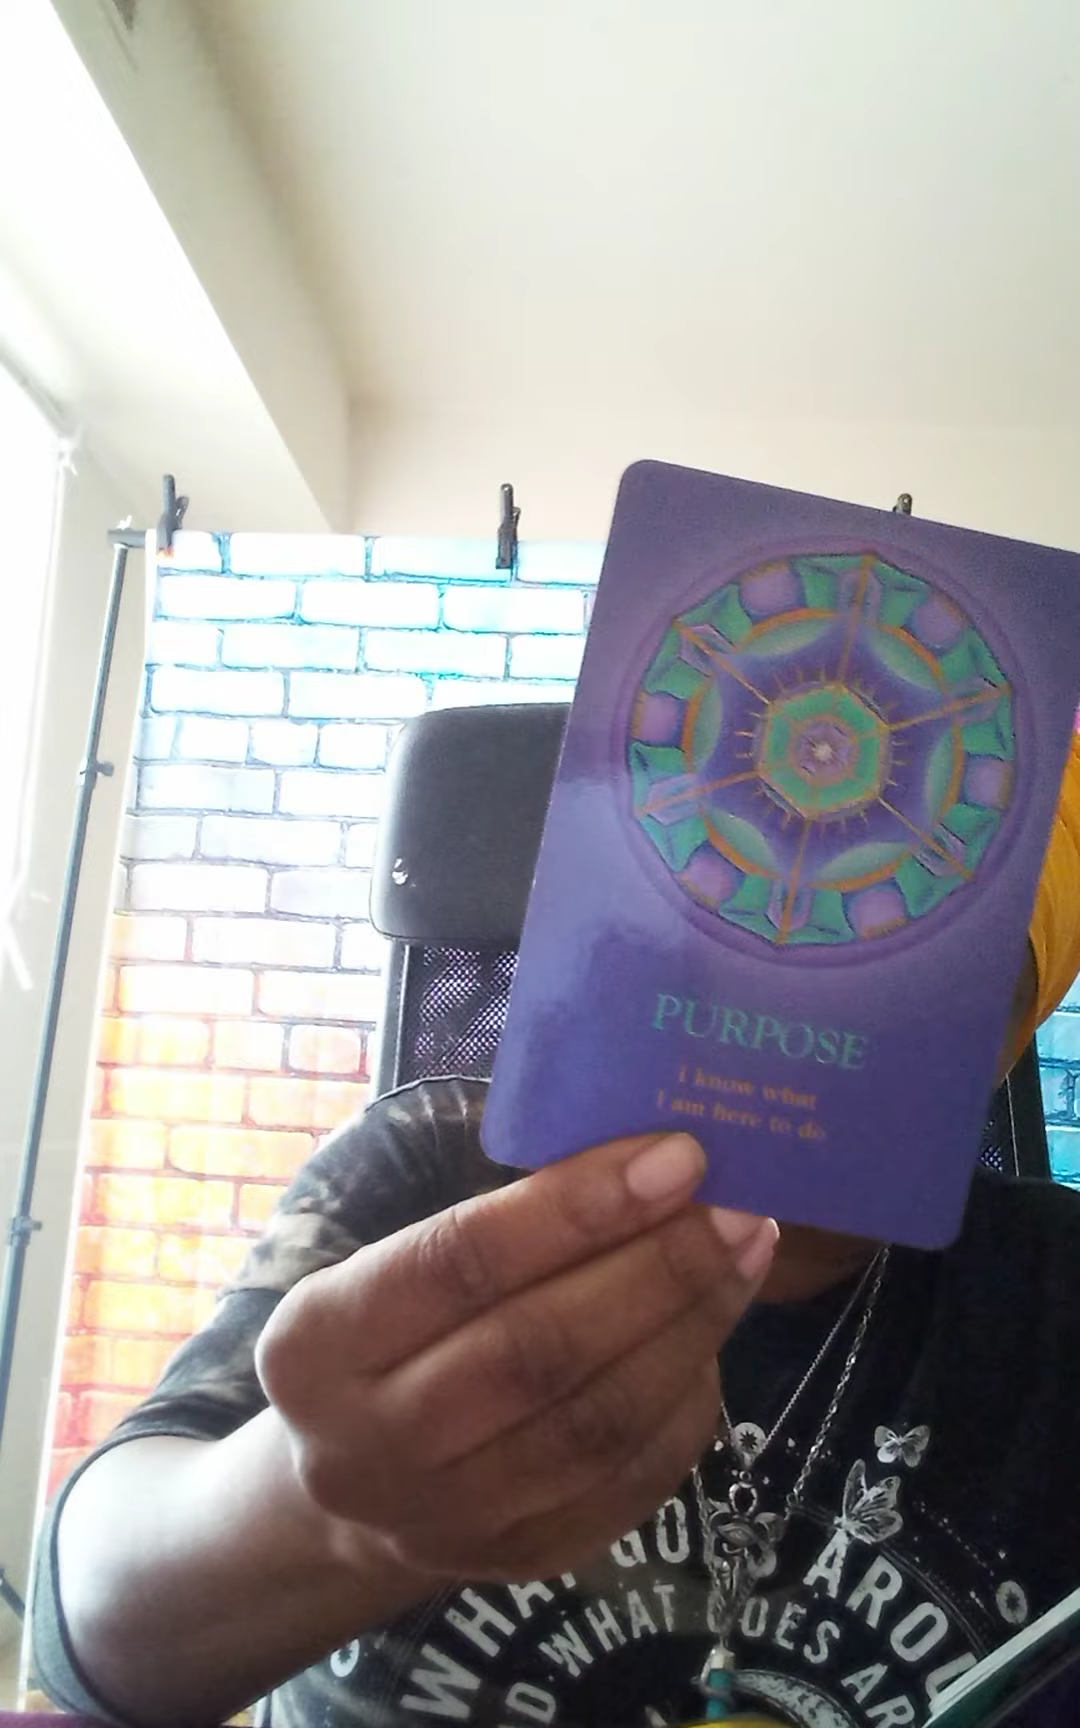 PURPOSE
I know what
I am here to do
WHAT GOES AROU
D WHAT GOES AR